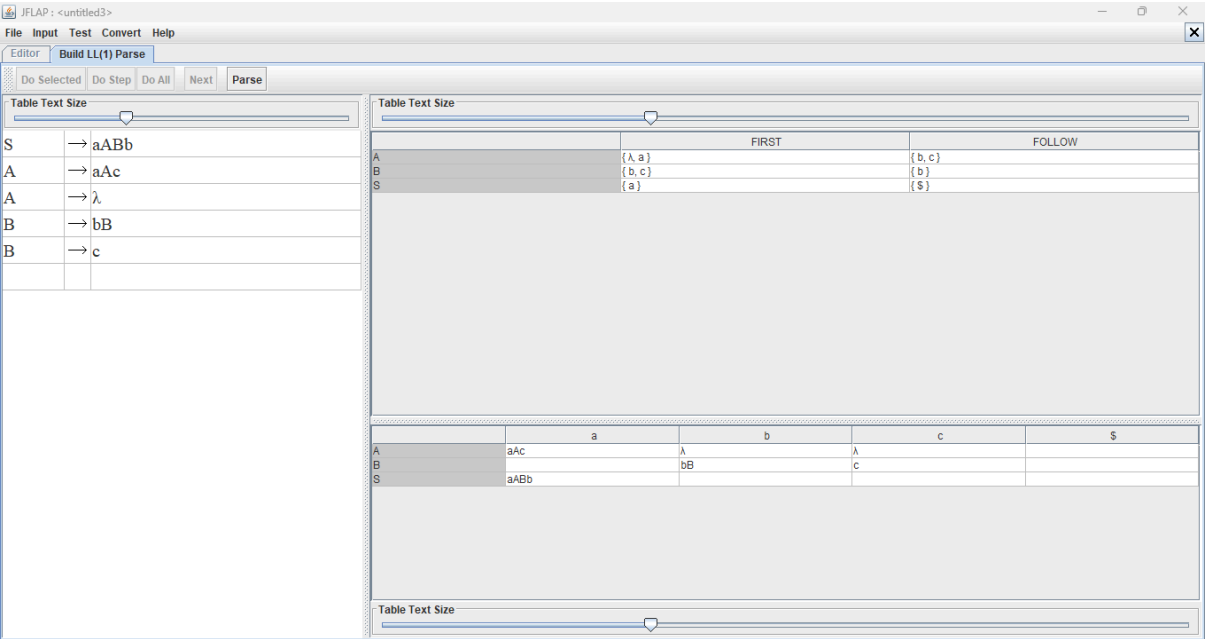 JFLAP : <untitled3>
File Input Test Convert Help
Editor Build LL(1) Parse
Do Selected Do Step Do All Next Parse
Table Text Size
S → aABb
A → aAc
A → λ
B → bB
B → c
Table Text Size
FIRST FOLLOW
A { λ, a } { b, c }
B { b, c } { b }
S { a } { $ }
a b c $
A aAc λ λ
B bB c
S aABb
Table Text Size